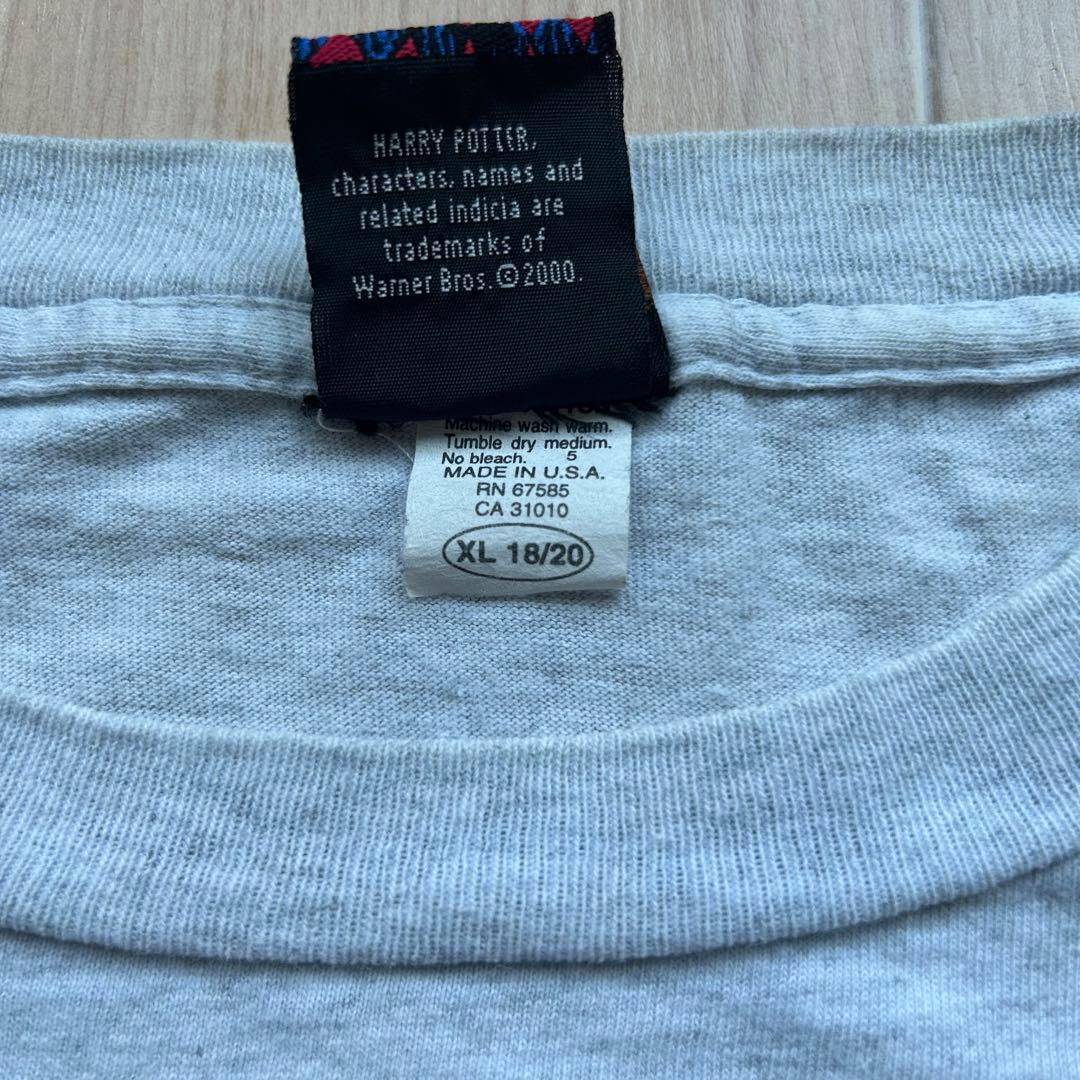 HARRY POTTER,
characters, names and
related indicia are
trademarks of
Warner Bros. ©2000.
Machine wash warm.
Tumble dry medium.
No bleach. 5
MADE IN U.S.A.
RN 67585
CA 31010
XL 18/20